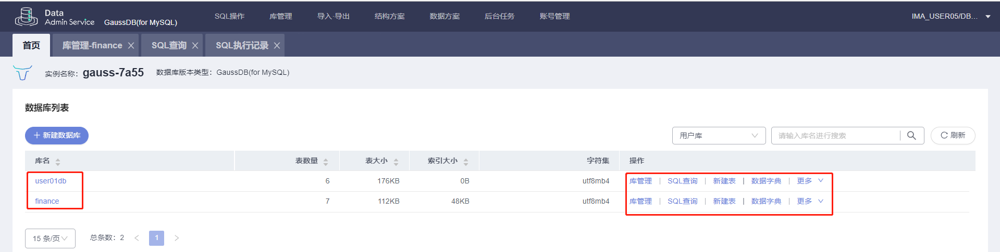 Data Admin Service GaussDB(for MySQL) SQL操作 库管理 导入·导出 结构方案 数据方案 后台任务 账号管理 IMA_USER05/DB...
首页 库管理-finance SQL查询 SQL执行记录
实例名称: gauss-7a55 数据库版本类型: GaussDB(for MySQL)
数据库列表
+ 新建数据库 用户库 请输入库名进行搜索 刷新
库名 表数量 表大小 索引大小 字符集 操作
user01db 6 176KB 0B utf8mb4 库管理 | SQL查询 | 新建表 | 数据字典 | 更多
finance 7 112KB 48KB utf8mb4 库管理 | SQL查询 | 新建表 | 数据字典 | 更多
15 条/页 总条数: 2 < 1 >